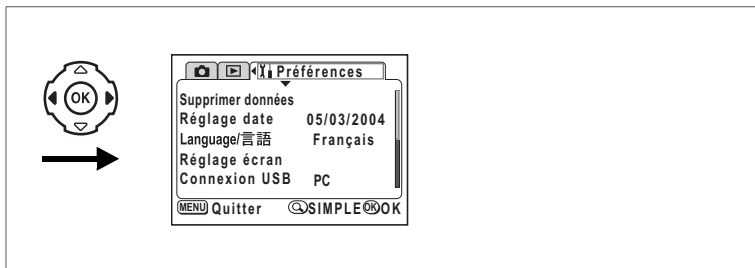 OK
Préférences
Supprimer données
Réglage date 05/03/2004
Language/言語 Français
Réglage écran
Connexion USB PC
MENU Quitter SIMPLE OK OK